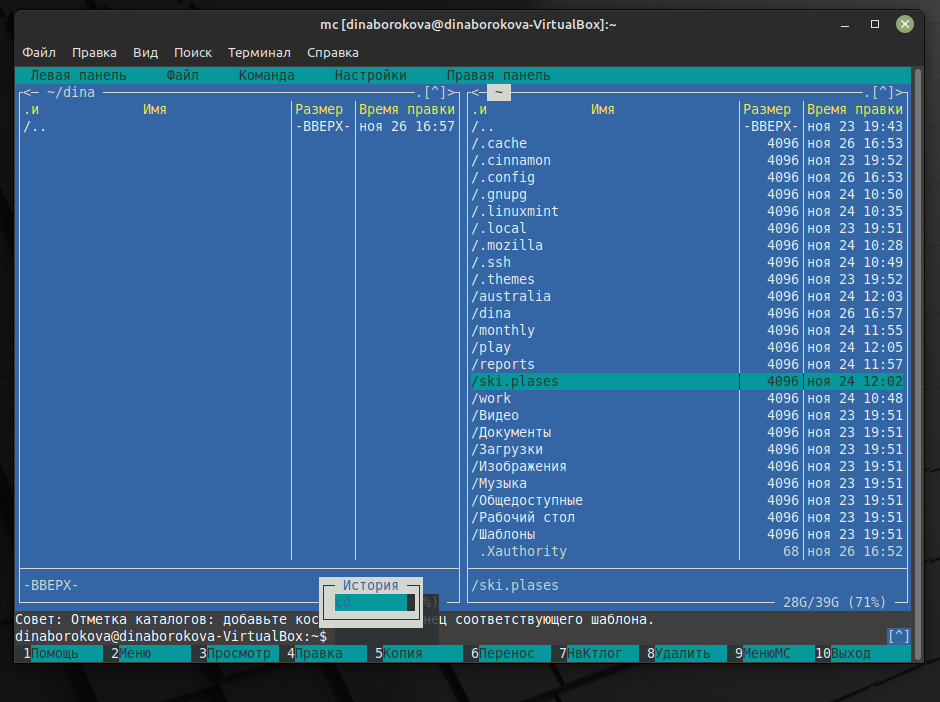 mc [dinaborokova@dinaborokova-VirtualBox]:~
Файл Правка Вид Поиск Терминал Справка
Левая панель Файл Команда Настройки Правая панель
<─ ~/dina .[^]>
.и Имя Размер Время правки
/.. -ВВЕРХ- ноя 26 16:57
-ВВЕРХ-
<─ ~ .[^]>
.и Имя Размер Время правки
/.. -ВВЕРХ- ноя 23 19:43
/.cache 4096 ноя 26 16:53
/.cinnamon 4096 ноя 23 19:52
/.config 4096 ноя 26 16:53
/.gnupg 4096 ноя 24 10:50
/.linuxmint 4096 ноя 24 10:35
/.local 4096 ноя 23 19:51
/.mozilla 4096 ноя 24 10:28
/.ssh 4096 ноя 24 10:49
/.themes 4096 ноя 23 19:52
/australia 4096 ноя 24 12:03
/dina 4096 ноя 26 16:57
/monthly 4096 ноя 24 11:55
/play 4096 ноя 24 12:05
/reports 4096 ноя 24 11:57
/ski.plases 4096 ноя 24 12:02
/work 4096 ноя 24 10:48
/Видео 4096 ноя 23 19:51
/Документы 4096 ноя 23 19:51
/Загрузки 4096 ноя 23 19:51
/Изображения 4096 ноя 23 19:51
/Музыка 4096 ноя 23 19:51
/Общедоступные 4096 ноя 23 19:51
/Рабочий стол 4096 ноя 23 19:51
/Шаблоны 4096 ноя 23 19:51
.Xauthority 68 ноя 26 16:52
/ski.plases
28G/39G (71%)
История
cd
%)
Совет: Отметка каталогов: добавьте кос нец соответствующего шаблона.
dinaborokova@dinaborokova-VirtualBox:~$ [^]
1Помощь 2Меню 3Просмотр 4Правка 5Копия 6Перенос 7НвКтлог 8Удалить 9МенюMC 10Выход